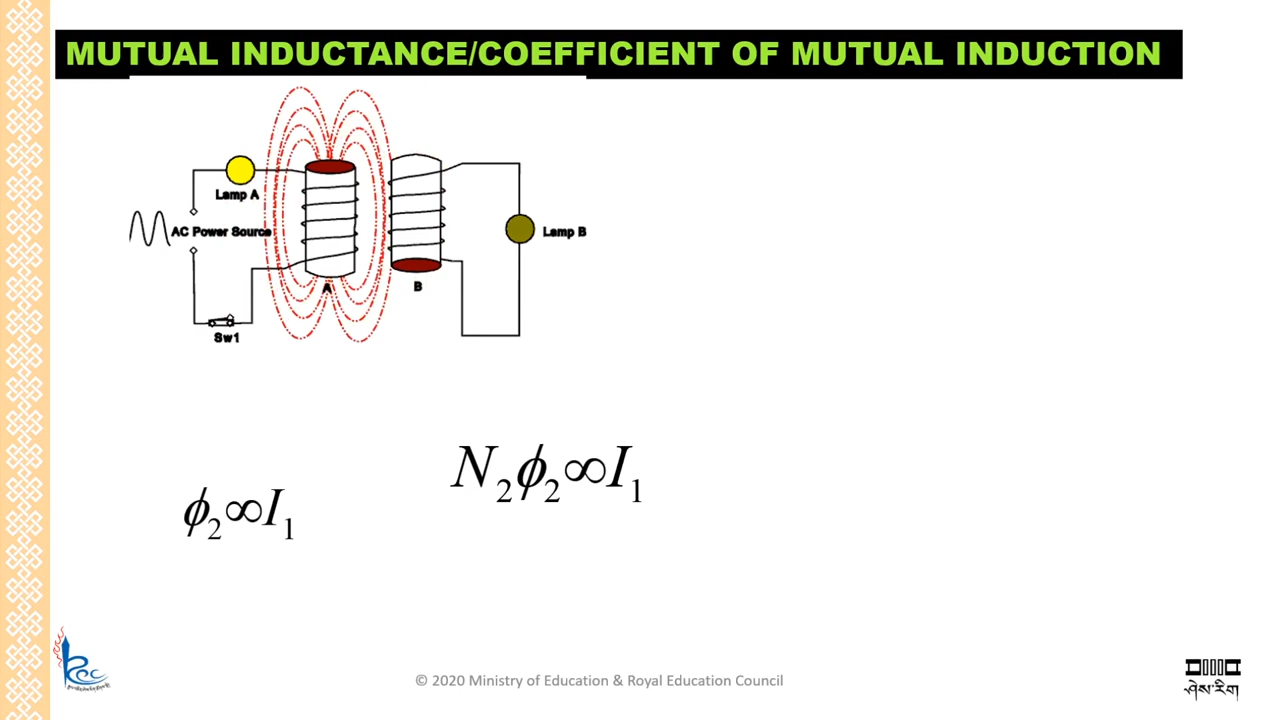 MUTUAL INDUCTANCE/COEFFICIENT OF MUTUAL INDUCTION
Lamp A
AC Power Source
Lamp B
A
B
Sw1
N₂ϕ₂∞I₁
ϕ₂∞I₁
© 2020 Ministry of Education & Royal Education Council
ཤེས་རིག